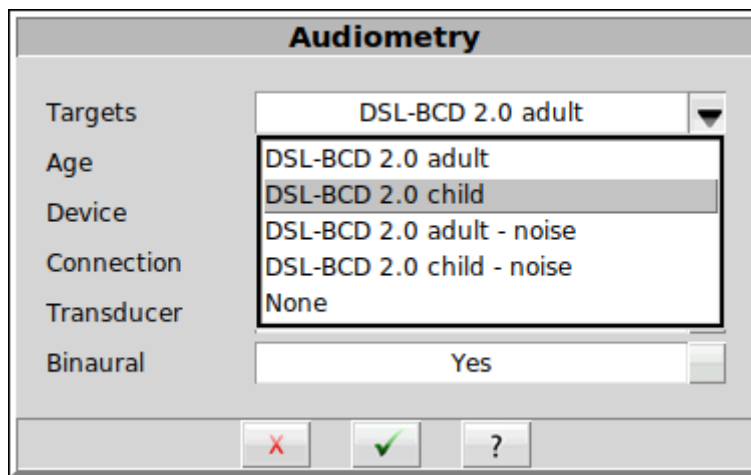 Audiometry
Targets DSL-BCD 2.0 adult
Age DSL-BCD 2.0 adult
DSL-BCD 2.0 child
Device
DSL-BCD 2.0 adult - noise
Connection DSL-BCD 2.0 child - noise
Transducer None
Binaural Yes
X ?